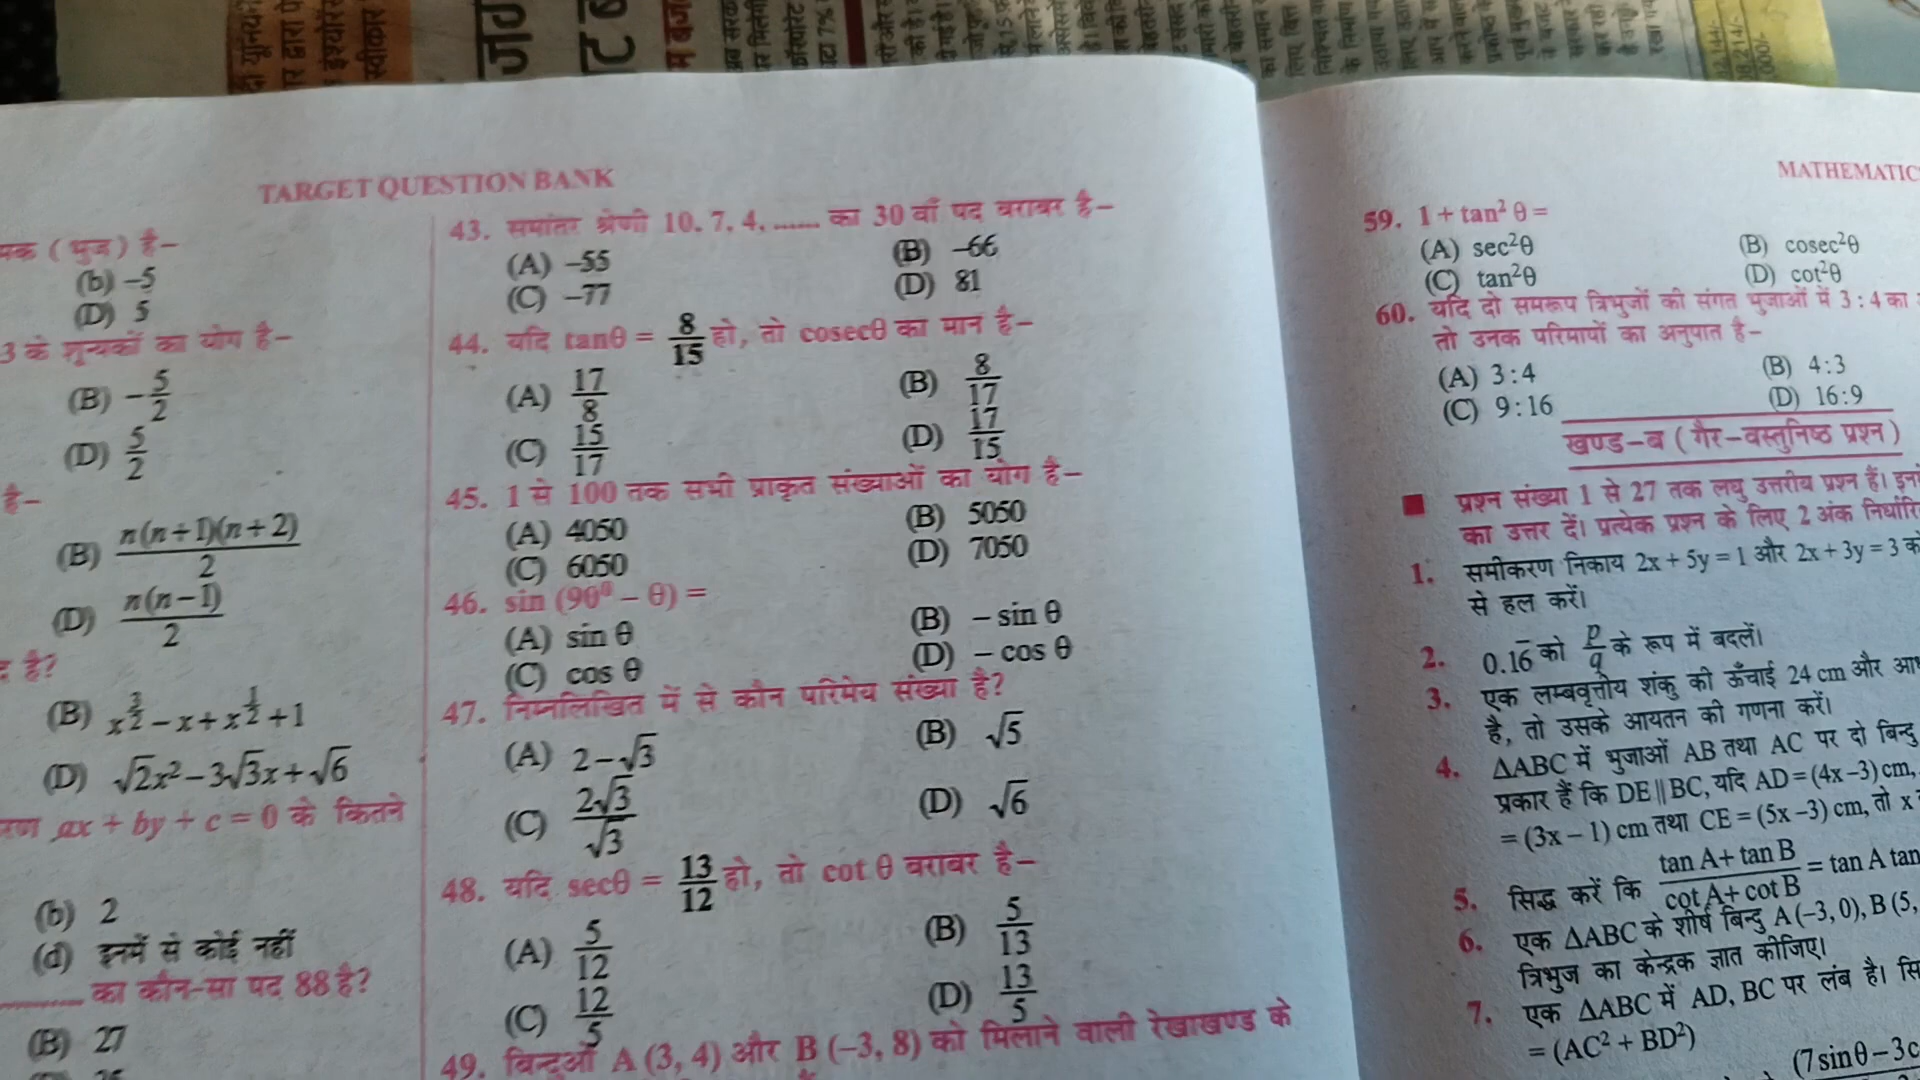 TARGET QUESTION BANK
(भुज) है–
(b) –5
(D) 5
3 के शून्यकों का योग है–
(B) –5/2
(D) 5/2
है–
(B) n(n+1)(n+2)/2
(D) n(n–1)/2
है?
(B) x^(3/2) – x + x^(1/2) + 1
(D) √2x² – 3√3x + √6
ax + by + c = 0 के कितने
(b) 2
(d) इनमें से कोई नहीं
का कौन-सा पद 88 है?
(B) 27
43. समांतर श्रेणी 10, 7, 4, ...... का 30 वाँ पद बराबर है–
(A) –55 (B) –66
(C) –77 (D) 81
44. यदि tanθ = 8/15 हो, तो cosecθ का मान है–
(A) 17/8 (B) 8/17
(C) 15/17 (D) 17/15
45. 1 से 100 तक सभी प्राकृत संख्याओं का योग है–
(A) 4050 (B) 5050
(C) 6050 (D) 7050
46. sin (90⁰ – θ) =
(A) sin θ (B) – sin θ
(C) cos θ (D) – cos θ
47. निम्नलिखित में से कौन परिमेय संख्या है?
(A) 2–√3 (B) √5
(C) 2√3/√3 (D) √6
48. यदि secθ = 13/12 हो, तो cot θ बराबर है–
(A) 5/12 (B) 5/13
(C) 12/5 (D) 13/5
49. बिन्दुओं A (3, 4) और B (–3, 8) को मिलाने वाली रेखाखण्ड के
MATHEMATIC
59. 1 + tan² θ =
(A) sec²θ (B) cosec²θ
(C) tan²θ (D) cot²θ
60. यदि दो समरूप त्रिभुजों की संगत भुजाओं में 3 : 4 का
तो उनक परिमापों का अनुपात है–
(A) 3 : 4 (B) 4 : 3
(C) 9 : 16 (D) 16 : 9
खण्ड–ब (गैर–वस्तुनिष्ठ प्रश्न)
■ प्रश्न संख्या 1 से 27 तक लघु उत्तरीय प्रश्न हैं।
का उत्तर दें। प्रत्येक प्रश्न के लिए 2 अंक
1. समीकरण निकाय 2x + 5y = 1 और 2x + 3y = 3
से हल करें।
2. 0.16̄ को p/q के रूप में बदलें।
3. एक लम्बवृत्तीय शंकु की ऊँचाई 24 cm और
है, तो उसके आयतन की गणना करें।
4. ΔABC में भुजाओं AB तथा AC पर दो बिन्दु
प्रकार हैं कि DE || BC, यदि AD = (4x –3) cm,
= (3x – 1) cm तथा CE = (5x –3) cm, तो x
5. सिद्ध करें कि (tan A + tan B)/(cot A + cot B) = tan A tan
6. एक ΔABC के शीर्ष बिन्दु A (–3, 0), B (5,
त्रिभुज का केन्द्रक ज्ञात कीजिए।
7. एक ΔABC में AD, BC पर लंब है।
= (AC² + BD²)
(7 sin θ – 3c